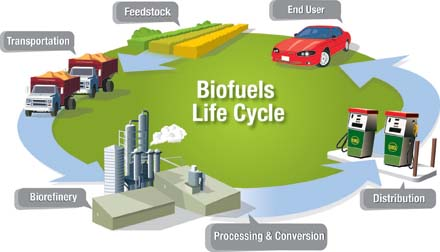 Feedstock
End User
Transportation
Biofuels
Life Cycle
Biorefinery
Distribution
Processing & Conversion